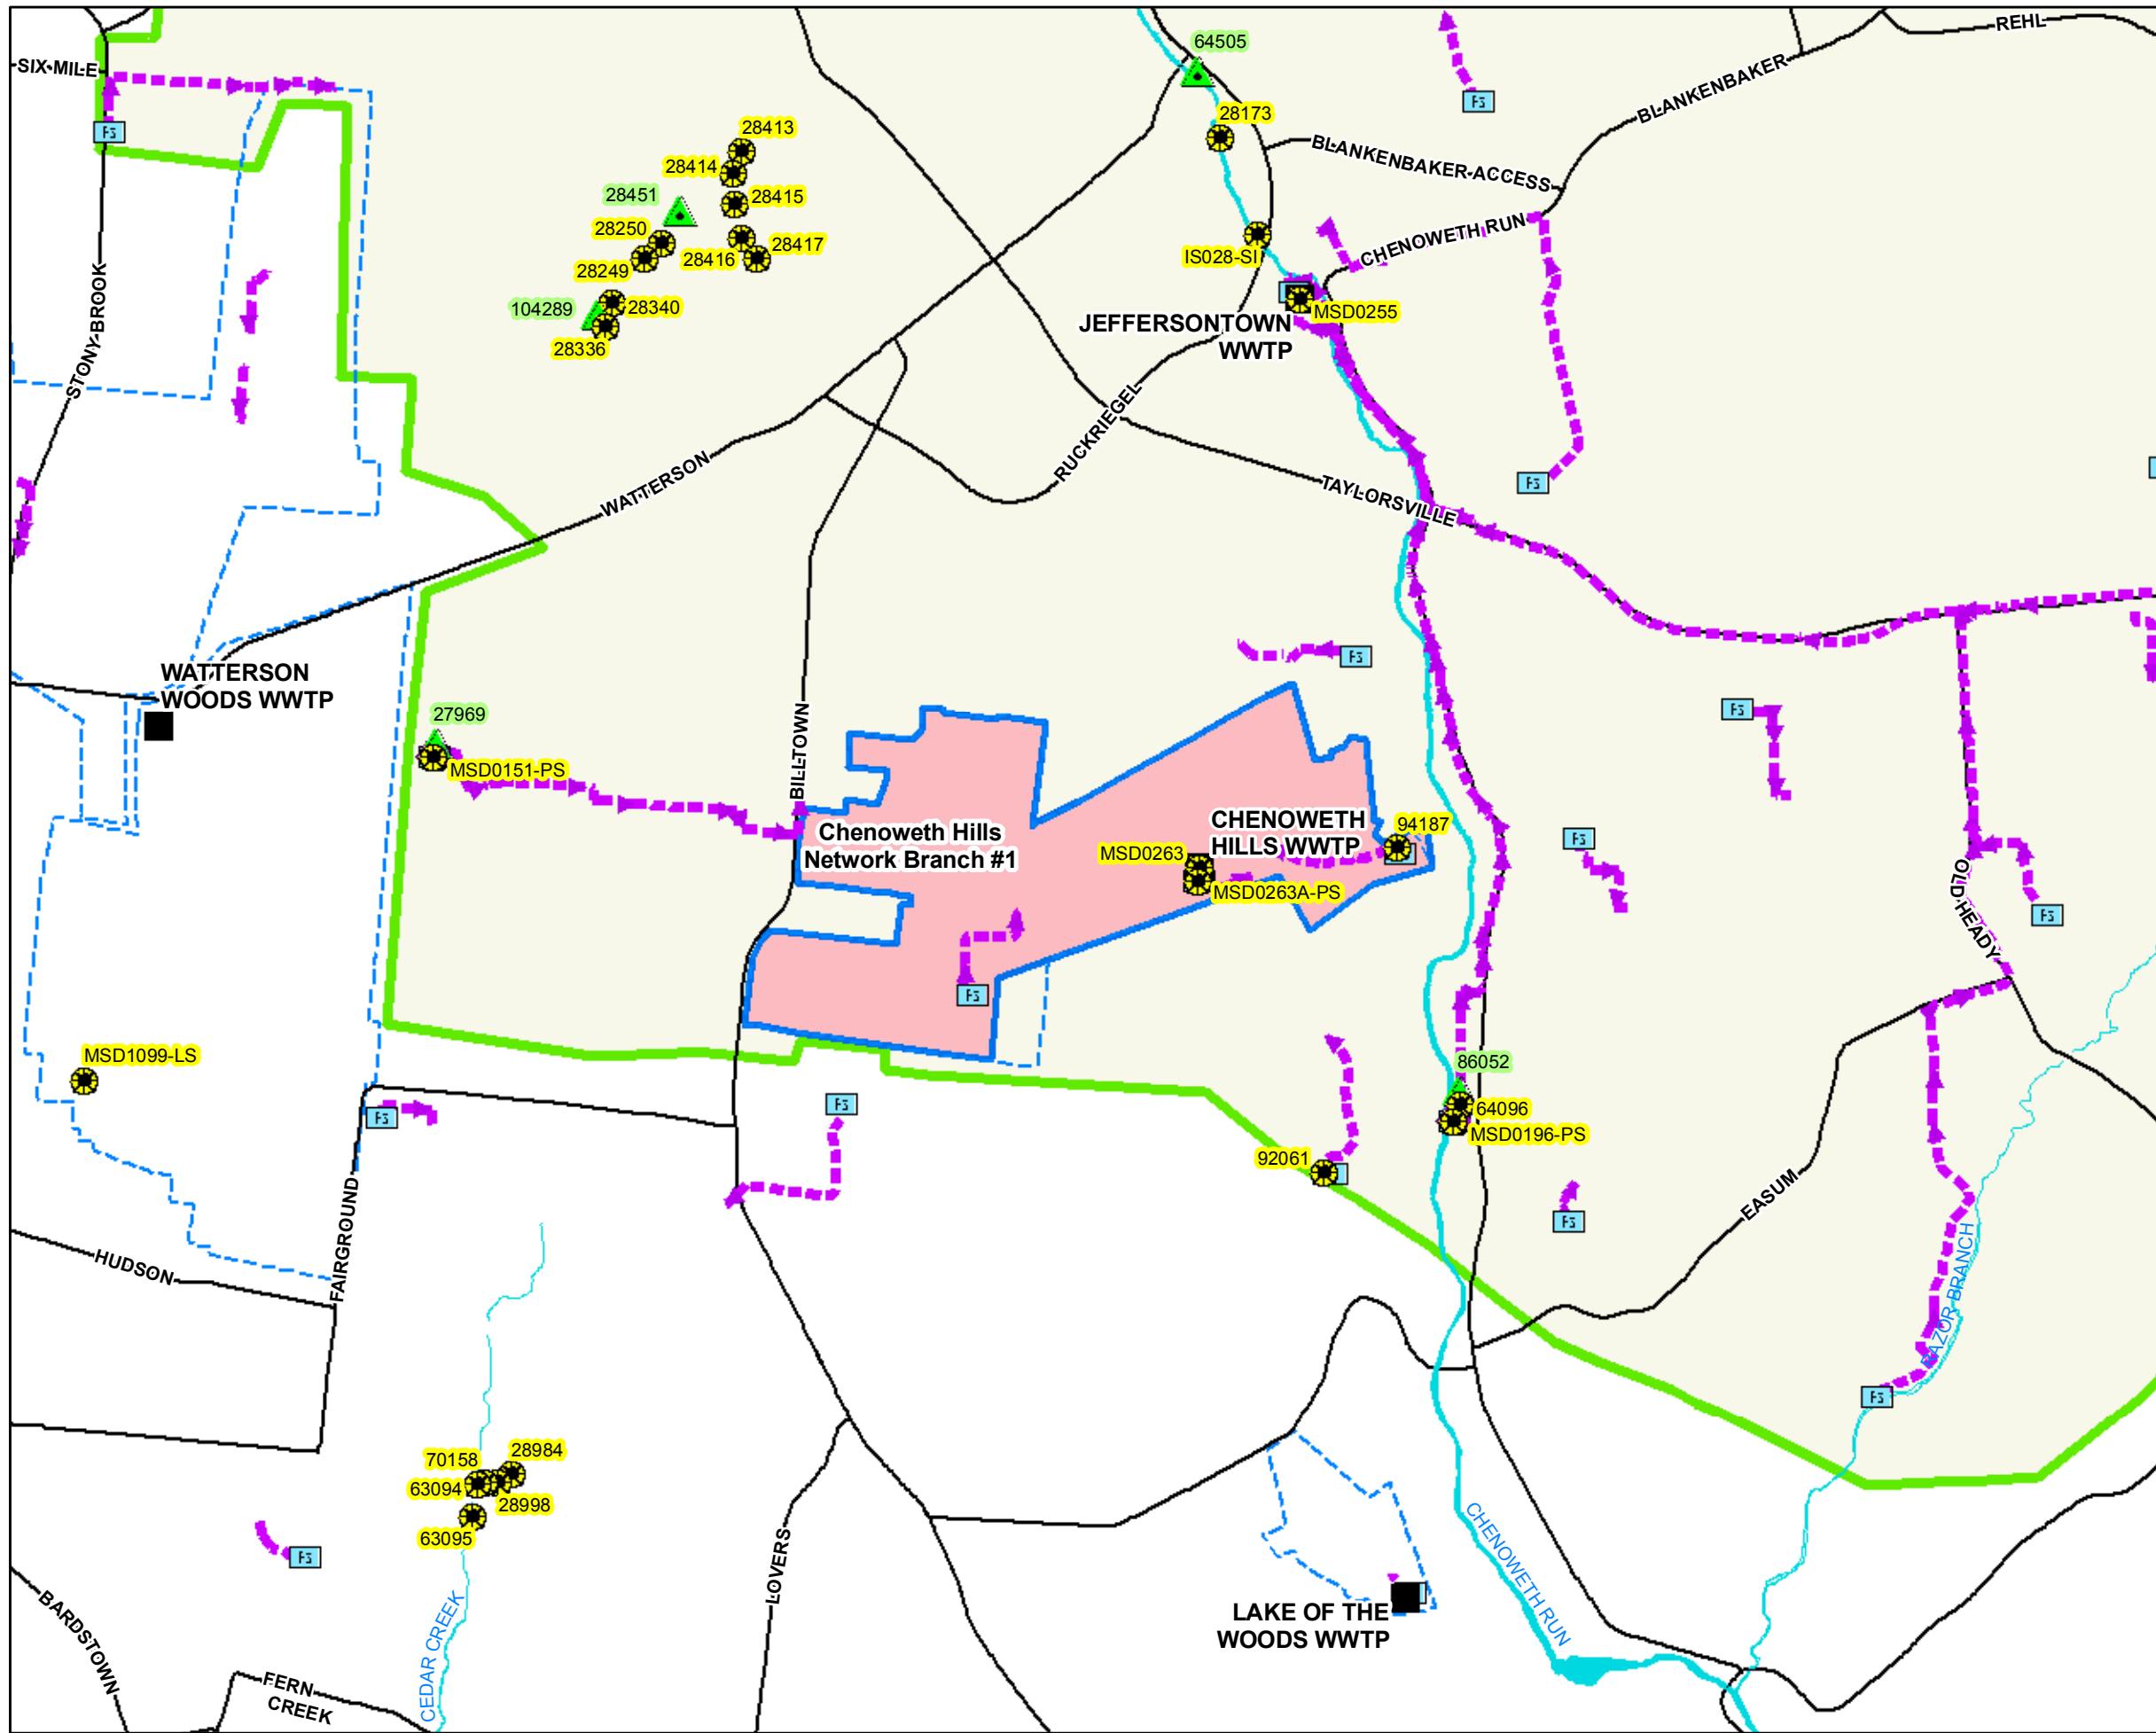 REHL
64505
SIX MILE
BLANKENBAKER
28413
28173
28414
BLANKENBAKER ACCESS
28451
28415
28250
28416
28417
CHENOWETH RUN
28249
IS028-SI
104289
28340
MSD0255
JEFFERSONTOWN
WWTP
28336
STONY BROOK
RUCKRIEGEL
WATTERSON
TAYLORSVILLE
WATTERSON
WOODS WWTP
27969
MSD0151-PS
BILLTOWN
Chenoweth Hills
Network Branch #1
CHENOWETH
HILLS WWTP
94187
MSD0263
MSD0263A-PS
OLD HEADY
MSD1099-LS
86052
64096
MSD0196-PS
92061
EASUM
FAIRGROUND
HUDSON
RAZOR BRANCH
70158
28984
63094
28998
63095
CHENOWETH RUN
LOVERS
LAKE OF THE
WOODS WWTP
BARDSTOWN
CEDAR CREEK
FERN
CREEK